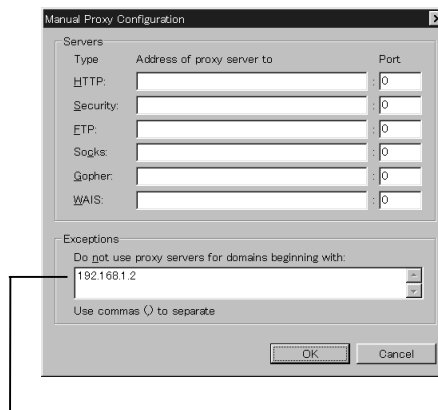 Manual Proxy Configuration
Servers
Type Address of proxy server to Port
HTTP: : 0
Security: : 0
FTP: : 0
Socks: : 0
Gopher: : 0
WAIS: : 0
Exceptions
Do not use proxy servers for domains beginning with:
192.168.1.2
Use commas (,) to separate
OK Cancel